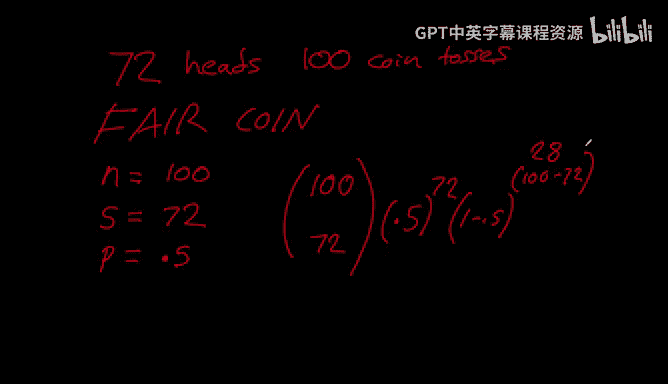 GPT中英字幕课程资源 bilibili
72 heads 100 coin tosses
FAIR COIN
n = 100
S = 72
p = .5
(100 72) (.5)^72 (1-.5)^(100-72) 28